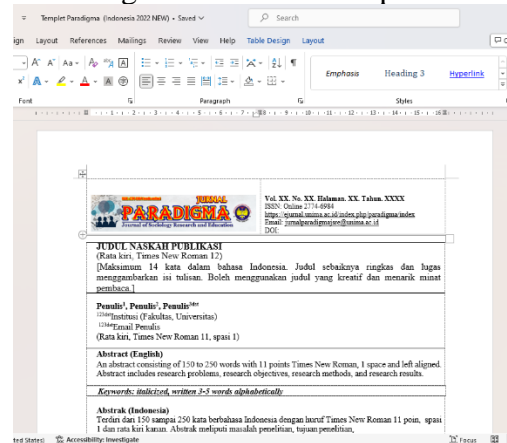 Templet Paradigma (Indonesia 2022 NEW) • Saved
Search
ign Layout References Mailings Review View Help Table Design Layout
Emphasis Heading 3 Hyperlink
Font Paragraph Styles
JURNAL
PARADIGMA
Journal of Sociology Research and Education
Vol. XX. No. XX. Halaman. XX. Tahun. XXXX
ISSN. Online 2774-6984
https://ejurnal.unima.ac.id/index.php/paradigma/index
Email: jurnalparadigmajwe@unima.ac.id
DOI:
JUDUL NASKAH PUBLIKASI
(Rata kiri, Times New Roman 12)
[Maksimum 14 kata dalam bahasa Indonesia. Judul sebaiknya ringkas dan lugas
menggambarkan isi tulisan. Boleh menggunakan judul yang kreatif dan menarik minat
pembaca.]
Penulis¹, Penulis², Penulis³ᵈˢᵗ
¹²³ᵈˢᵗInstitusi (Fakultas, Universitas)
¹²³ᵈˢᵗEmail Penulis
(Rata kiri, Times New Roman 11, spasi 1)
Abstract (English)
An abstract consisting of 150 to 250 words with 11 points Times New Roman, 1 space and left aligned.
Abstract includes research problems, research objectives, research methods, and research results.
Keywords: italicized, written 3-5 words alphabetically
Abstrak (Indonesia)
Terdiri dari 150 sampai 250 kata berbahasa Indonesia dengan huruf Times New Roman 11 poin, spasi
1 dan rata kiri kanan. Abstrak meliputi masalah penelitian, tujuan penelitian,
ted States) Accessibility: Investigate Focus